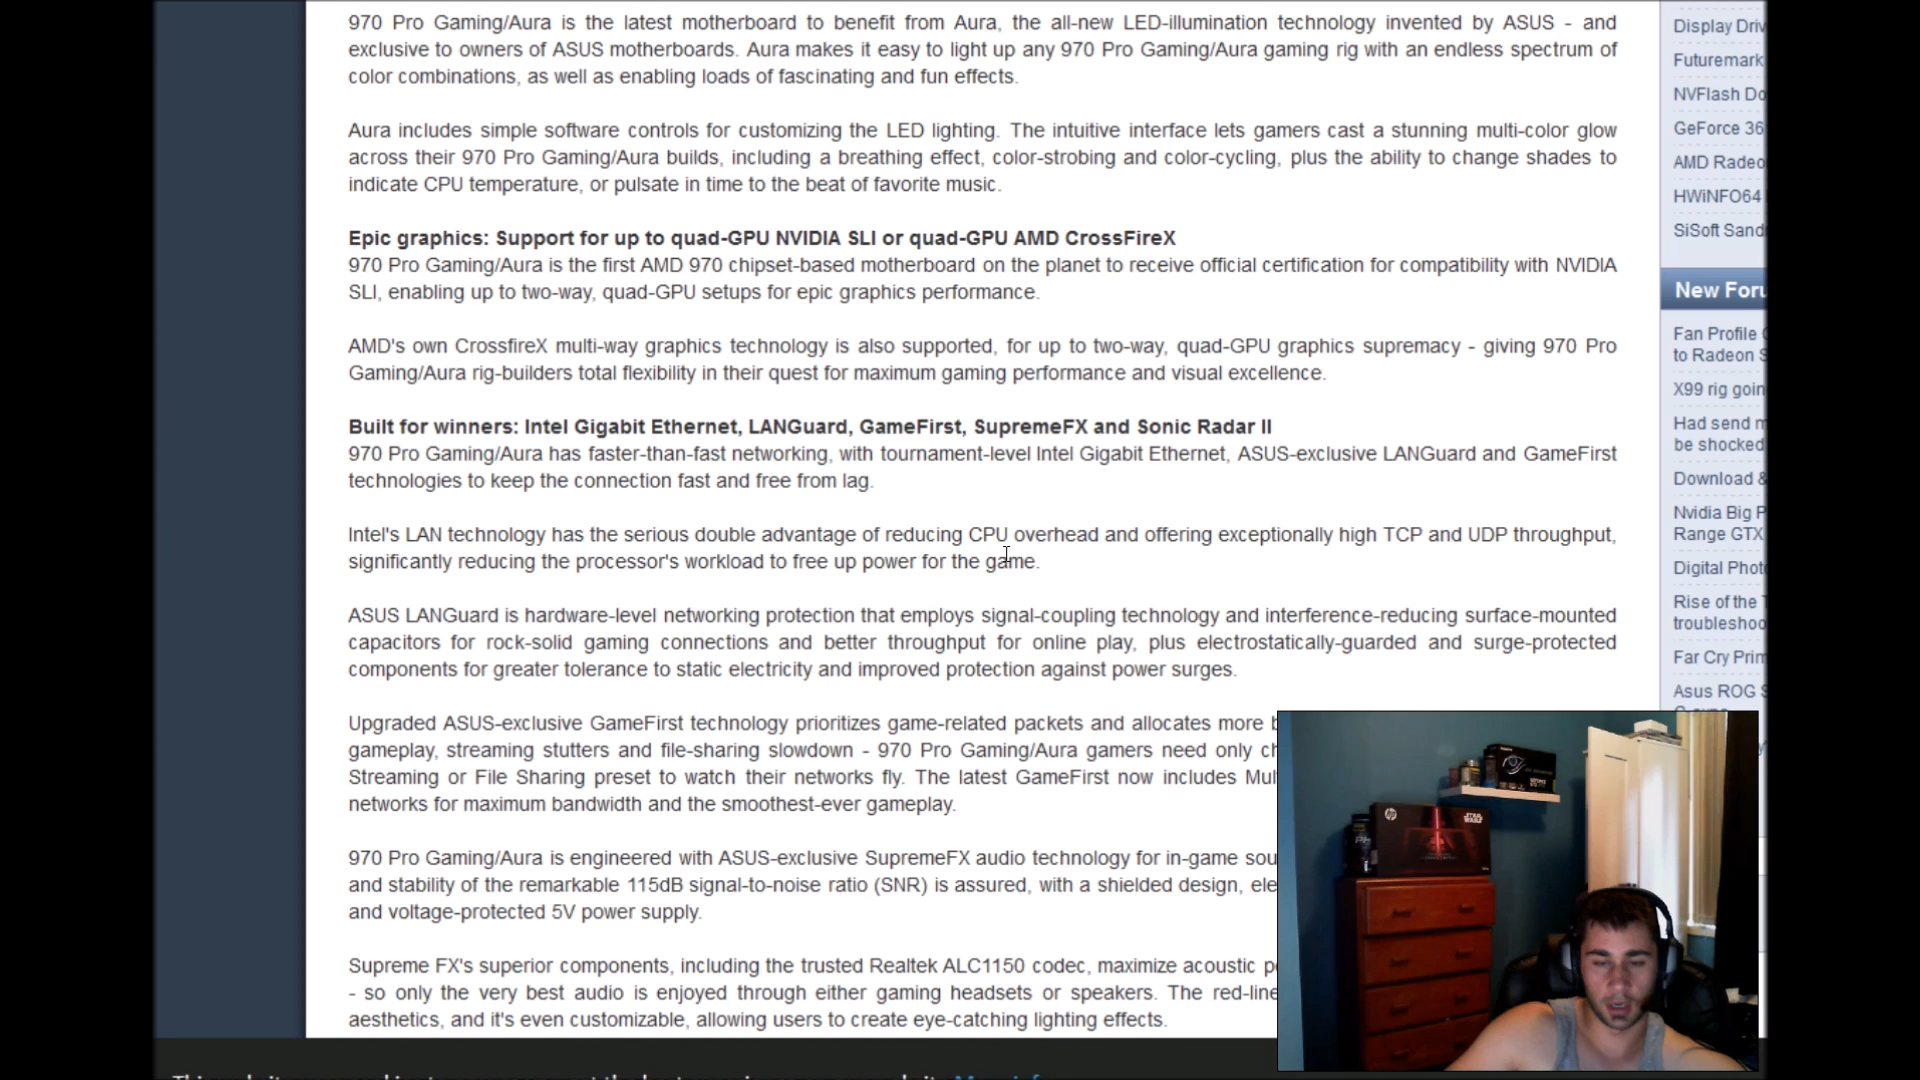 970 Pro Gaming/Aura is the latest motherboard to benefit from Aura, the all-new LED-illumination technology invented by ASUS - and
exclusive to owners of ASUS motherboards. Aura makes it easy to light up any 970 Pro Gaming/Aura gaming rig with an endless spectrum of
color combinations, as well as enabling loads of fascinating and fun effects.
Aura includes simple software controls for customizing the LED lighting. The intuitive interface lets gamers cast a stunning multi-color glow
across their 970 Pro Gaming/Aura builds, including a breathing effect, color-strobing and color-cycling, plus the ability to change shades to
indicate CPU temperature, or pulsate in time to the beat of favorite music.
Epic graphics: Support for up to quad-GPU NVIDIA SLI or quad-GPU AMD CrossFireX
970 Pro Gaming/Aura is the first AMD 970 chipset-based motherboard on the planet to receive official certification for compatibility with NVIDIA
SLI, enabling up to two-way, quad-GPU setups for epic graphics performance.
AMD's own CrossfireX multi-way graphics technology is also supported, for up to two-way, quad-GPU graphics supremacy - giving 970 Pro
Gaming/Aura rig-builders total flexibility in their quest for maximum gaming performance and visual excellence.
Built for winners: Intel Gigabit Ethernet, LANGuard, GameFirst, SupremeFX and Sonic Radar II
970 Pro Gaming/Aura has faster-than-fast networking, with tournament-level Intel Gigabit Ethernet, ASUS-exclusive LANGuard and GameFirst
technologies to keep the connection fast and free from lag.
Intel's LAN technology has the serious double advantage of reducing CPU overhead and offering exceptionally high TCP and UDP throughput,
significantly reducing the processor's workload to free up power for the game.
ASUS LANGuard is hardware-level networking protection that employs signal-coupling technology and interference-reducing surface-mounted
capacitors for rock-solid gaming connections and better throughput for online play, plus electrostatically-guarded and surge-protected
components for greater tolerance to static electricity and improved protection against power surges.
Upgraded ASUS-exclusive GameFirst technology prioritizes game-related packets and allocates more
gameplay, streaming stutters and file-sharing slowdown - 970 Pro Gaming/Aura gamers need only
Streaming or File Sharing preset to watch their networks fly. The latest GameFirst now includes
networks for maximum bandwidth and the smoothest-ever gameplay.
970 Pro Gaming/Aura is engineered with ASUS-exclusive SupremeFX audio technology for in-game
and stability of the remarkable 115dB signal-to-noise ratio (SNR) is assured, with a shielded design,
and voltage-protected 5V power supply.
Supreme FX's superior components, including the trusted Realtek ALC1150 codec, maximize acoustic
- so only the very best audio is enjoyed through either gaming headsets or speakers. The red-line
aesthetics, and it's even customizable, allowing users to create eye-catching lighting effects.
Display Driv
Futuremark
NVFlash Do
GeForce 36
AMD Radeo
HWiNFO64
SiSoft Sand
New Foru
Fan Profile
to Radeon
X99 rig goin
Had send m
be shocked
Download &
Nvidia Big P
Range GTX
Digital Phot
Rise of the
troubleshoo
Far Cry Prim
Asus ROG
hp
STAR WARS